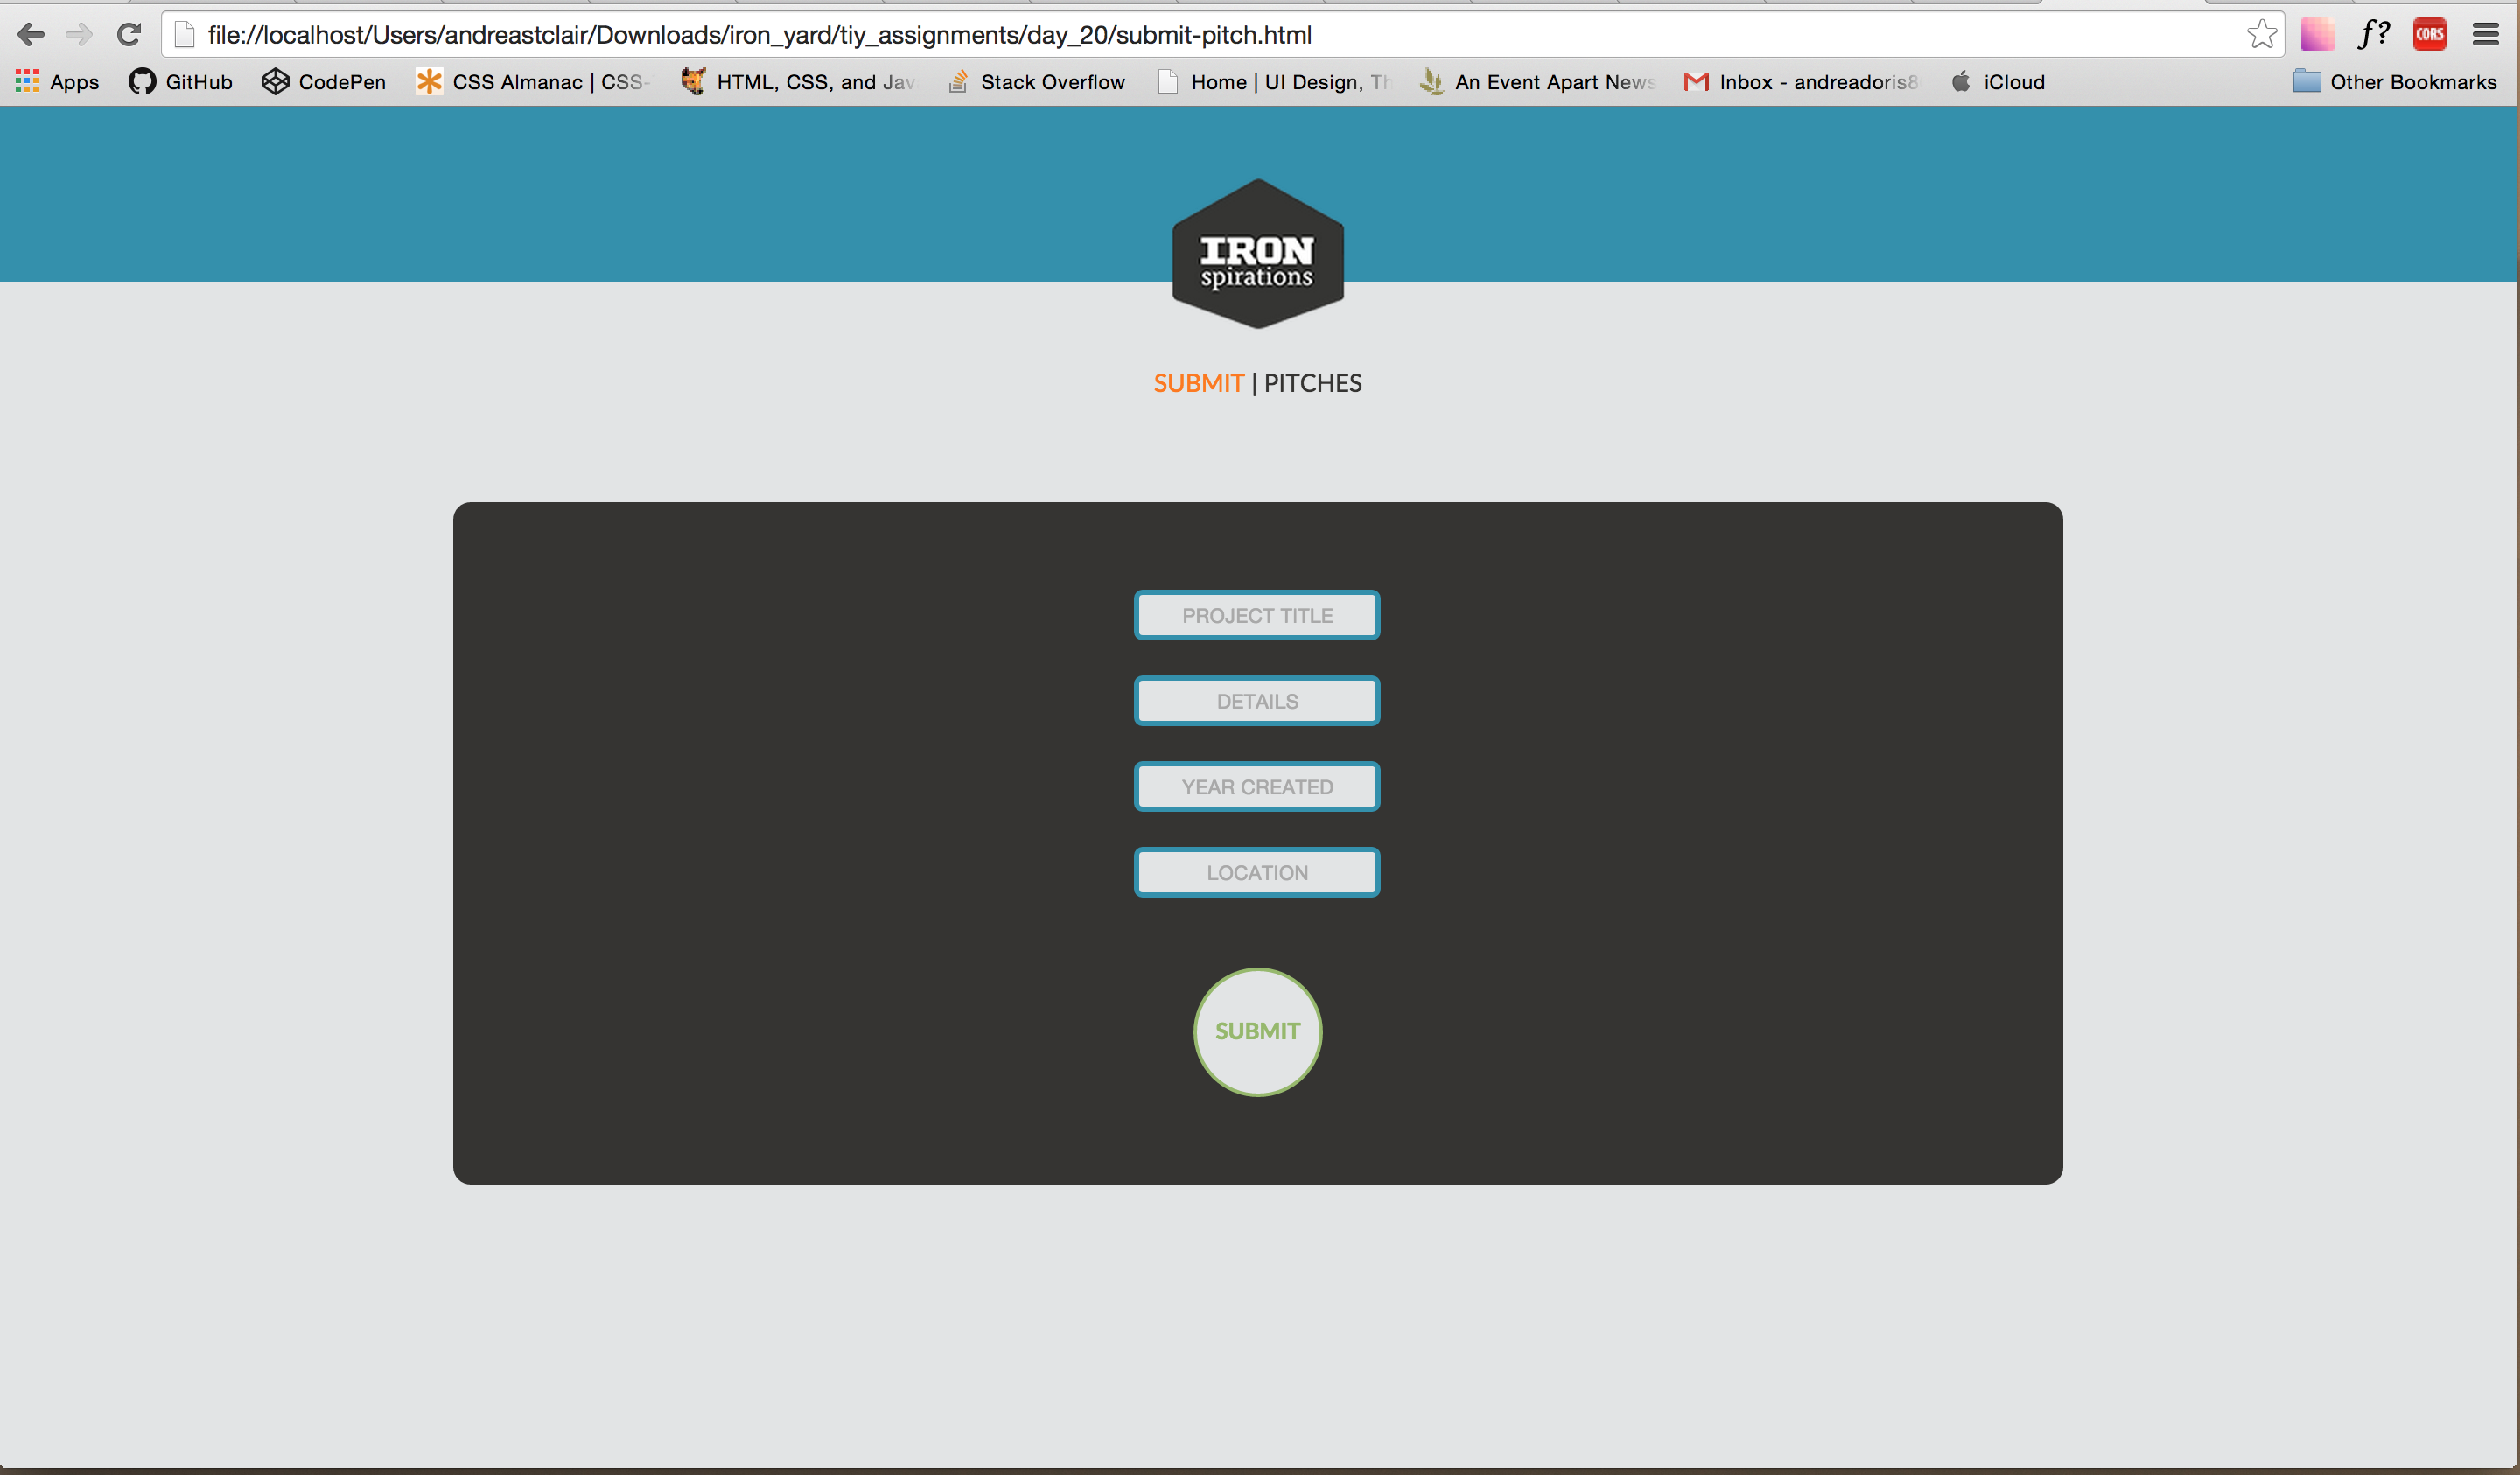 file://localhost/Users/andreastclair/Downloads/iron_yard/tiy_assignments/day_20/submit-pitch.html
f?
CORS
Apps GitHub CodePen CSS Almanac | CSS- HTML, CSS, and Jav Stack Overflow Home | UI Design, Th An Event Apart News Inbox - andreadoris8 iCloud Other Bookmarks
IRON
spirations
SUBMIT | PITCHES
PROJECT TITLE
DETAILS
YEAR CREATED
LOCATION
SUBMIT